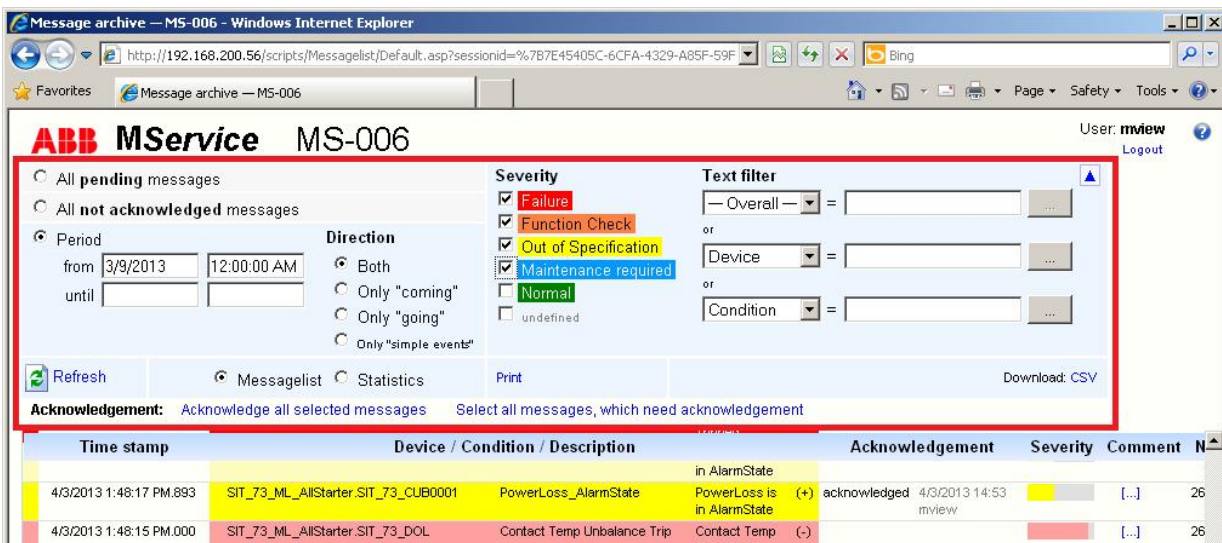 Message archive — MS-006 - Windows Internet Explorer
http://192.168.200.56/scripts/Messagelist/Default.asp?sessionid=%7B7E45405C-6CFA-4329-A85F-59F
Bing
Favorites Message archive — MS-006 Page Safety Tools
ABB MService MS-006 User: mview
Logout
All pending messages
All not acknowledged messages
Period
from 3/9/2013 12:00:00 AM
until
Direction
Both
Only "coming"
Only "going"
Only "simple events"
Severity
Failure
Function Check
Out of Specification
Maintenance required
Normal
undefined
Text filter
— Overall — = ...
or
Device = ...
or
Condition = ...
Refresh Messagelist Statistics Print Download: CSV
Acknowledgement: Acknowledge all selected messages Select all messages, which need acknowledgement
Time stamp Device / Condition / Description Acknowledgement Severity Comment N
in AlarmState
4/3/2013 1:48:17 PM.893 SIT_73_ML_AllStarter.SIT_73_CUB0001 PowerLoss_AlarmState PowerLoss is (+) acknowledged 4/3/2013 14:53 [...] 26
in AlarmState mview
4/3/2013 1:48:15 PM.000 SIT_73_ML_AllStarter.SIT_73_DOL Contact Temp Unbalance Trip Contact Temp (-) [...] 26